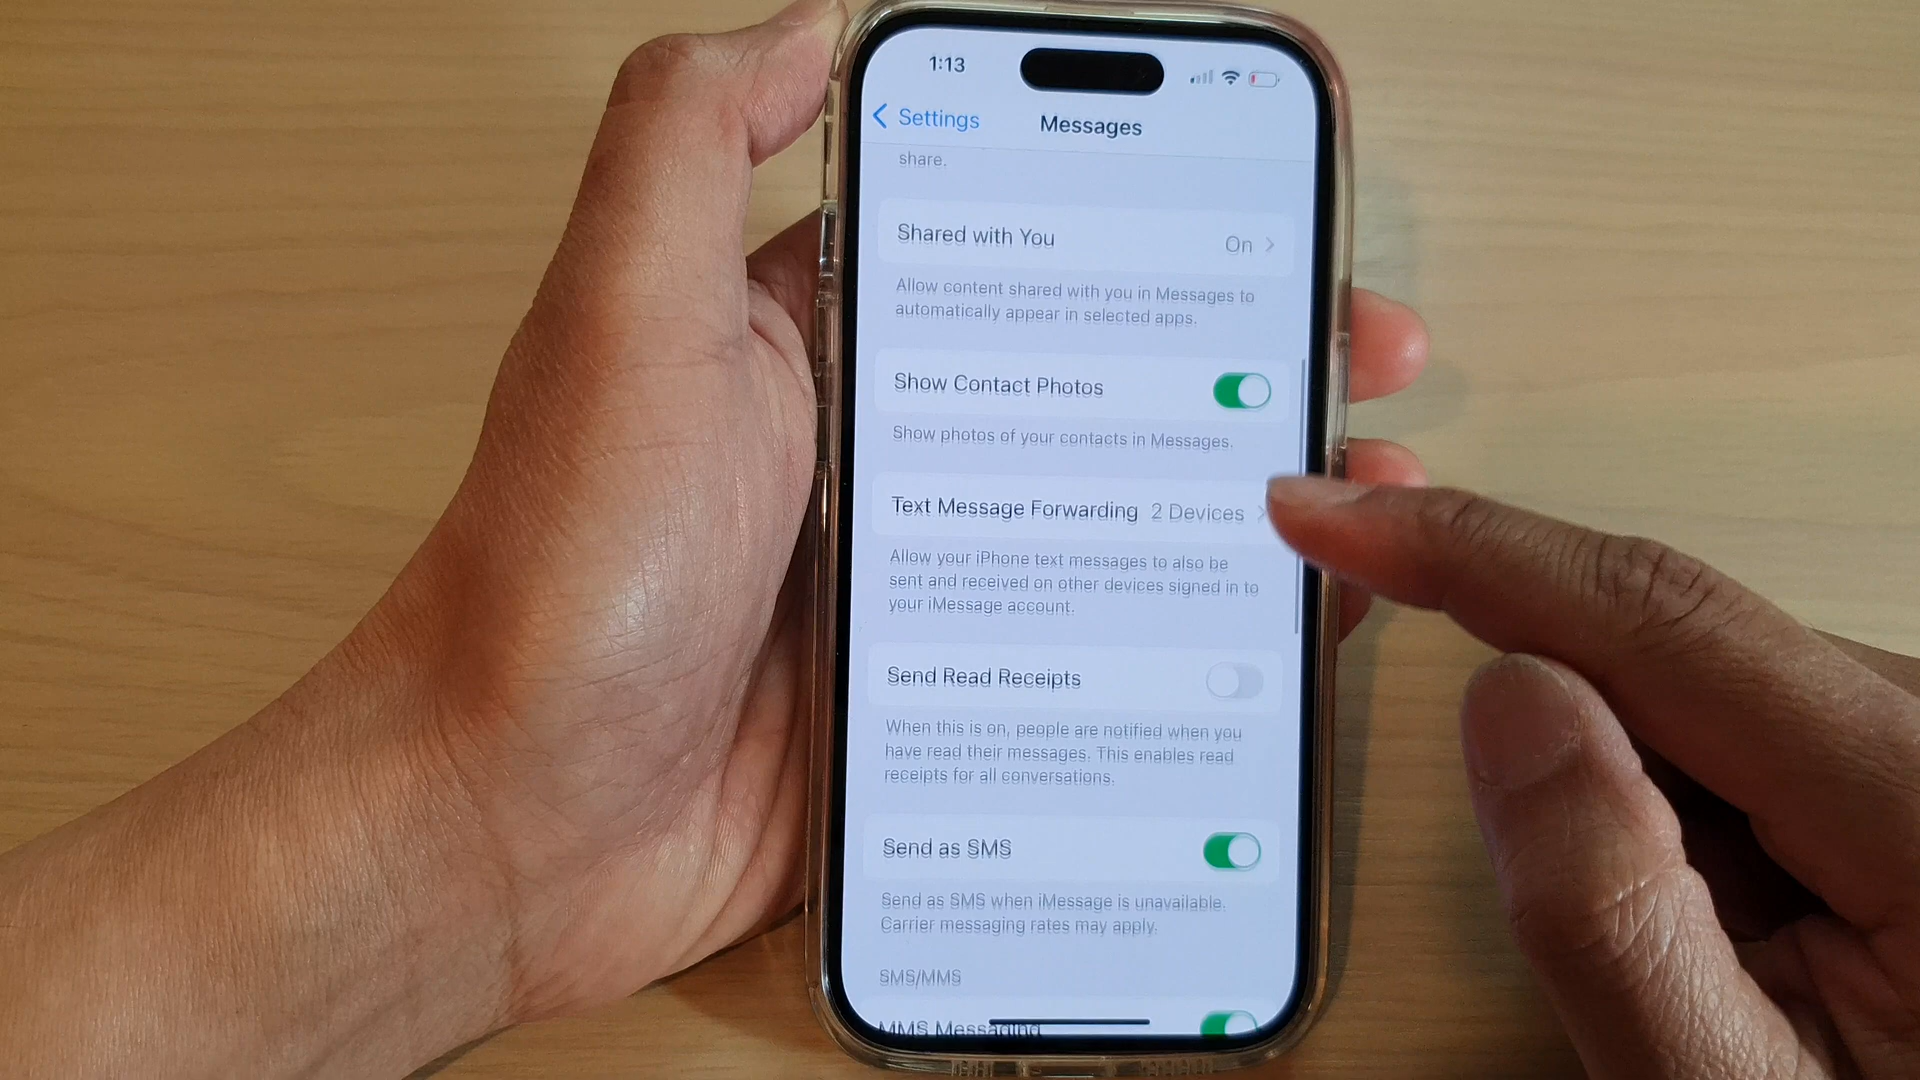 1:13
Settings
Messages
share.
Shared with You On
Allow content shared with you in Messages to
automatically appear in selected apps.
Show Contact Photos
Show photos of your contacts in Messages.
Text Message Forwarding 2 Devices
Allow your iPhone text messages to also be
sent and received on other devices signed in to
your iMessage account.
Send Read Receipts
When this is on, people are notified when you
have read their messages. This enables read
receipts for all conversations.
Send as SMS
Send as SMS when iMessage is unavailable.
Carrier messaging rates may apply.
SMS/MMS
MMS Messaging